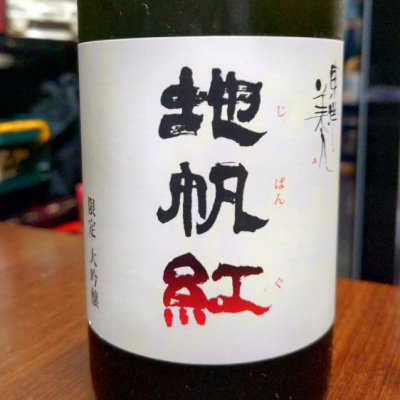 地帆紅
じぱんぐ
限定 大吟醸